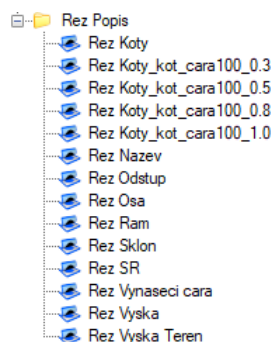 Rez Popis
Rez Koty
Rez Koty_kot_cara100_0.3
Rez Koty_kot_cara100_0.5
Rez Koty_kot_cara100_0.8
Rez Koty_kot_cara100_1.0
Rez Nazev
Rez Odstup
Rez Osa
Rez Ram
Rez Sklon
Rez SR
Rez Vynaseci cara
Rez Vyska
Rez Vyska Teren